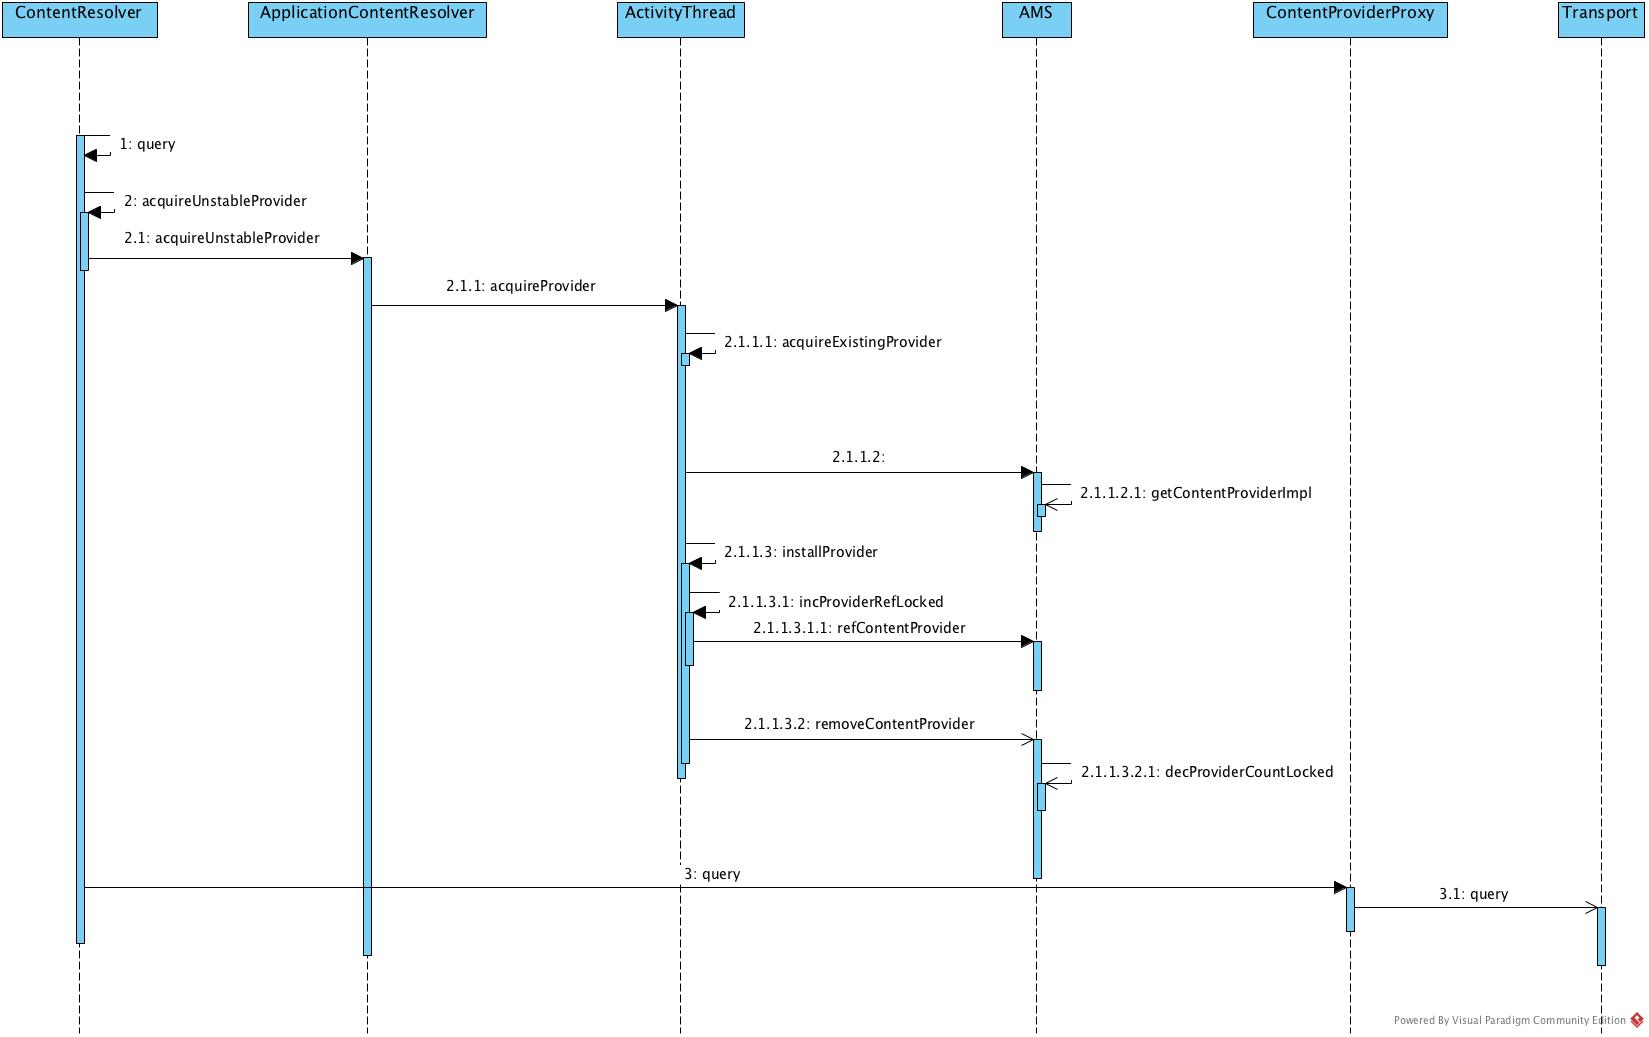 ContentResolver
ApplicationContentResolver
ActivityThread
AMS
ContentProviderProxy
Transport
1: query
2: acquireUnstableProvider
2.1: acquireUnstableProvider
2.1.1: acquireProvider
2.1.1.1: acquireExistingProvider
2.1.1.2:
2.1.1.2.1: getContentProviderImpl
2.1.1.3: installProvider
2.1.1.3.1: incProviderRefLocked
2.1.1.3.1.1: refContentProvider
2.1.1.3.2: removeContentProvider
2.1.1.3.2.1: decProviderCountLocked
3: query
3.1: query
Powered By Visual Paradigm Community Edition